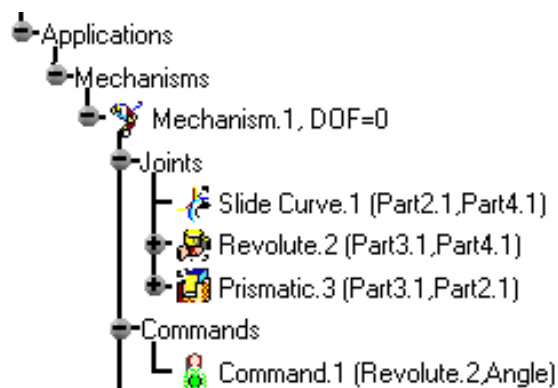 Applications
Mechanisms
Mechanism.1, DOF=0
Joints
Slide Curve.1 (Part2.1,Part4.1)
Revolute.2 (Part3.1,Part4.1)
Prismatic.3 (Part3.1,Part2.1)
Commands
Command.1 (Revolute.2,Angle)